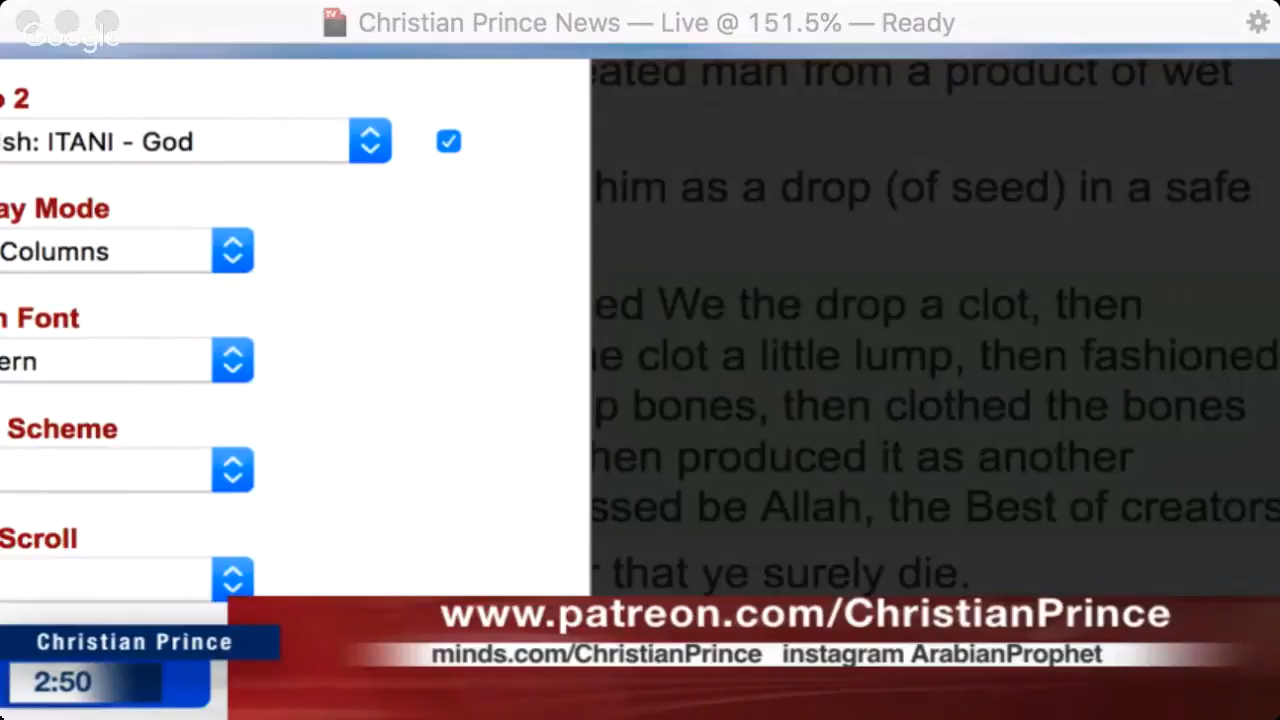 Christian Prince News — Live @ 151.5% — Ready
Google
TV
o 2
ish: ITANI - God
ay Mode
Columns
n Font
ern
Scheme
Scroll
eated man from a product of wet
him as a drop (of seed) in a safe
ed We the drop a clot, then
e clot a little lump, then fashioned
p bones, then clothed the bones
hen produced it as another
ssed be Allah, the Best of creators
r that ye surely die.
www.patreon.com/ChristianPrince
Christian Prince
minds.com/ChristianPrince instagram ArabianProphet
2:50